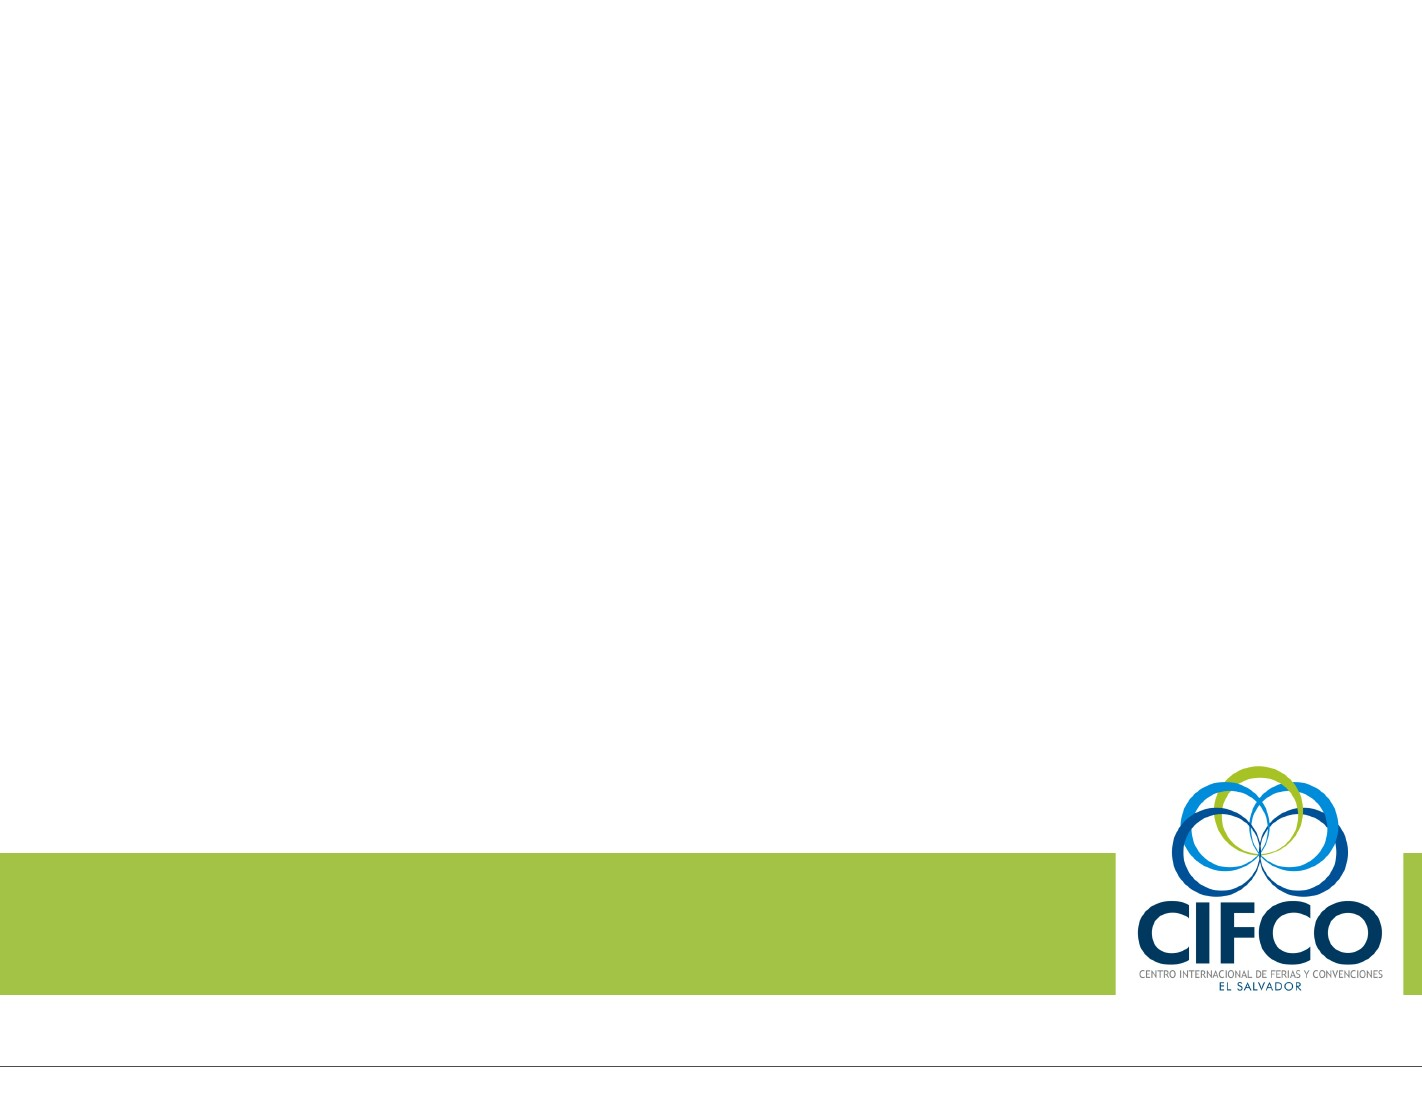 CIFCO
CENTRO INTERNACIONAL DE FERIAS Y CONVENCIONES
EL SALVADOR